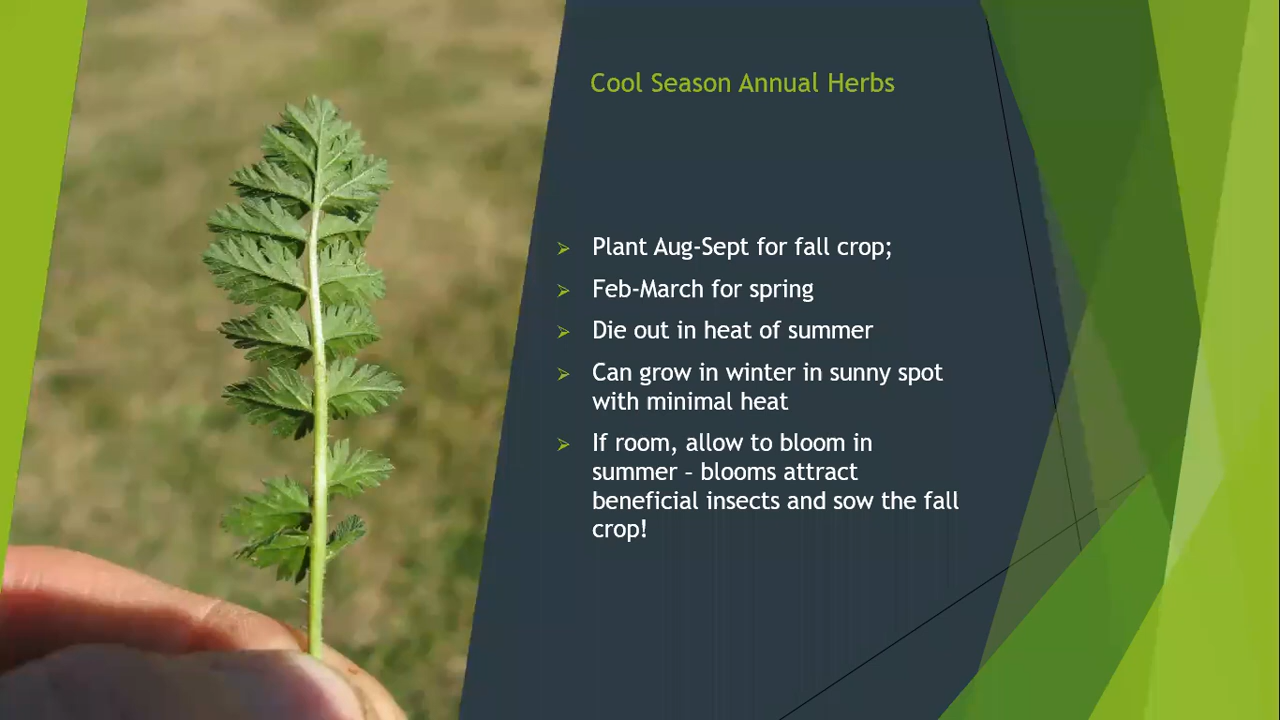 Cool Season Annual Herbs
Plant Aug-Sept for fall crop;
Feb-March for spring
Die out in heat of summer
Can grow in winter in sunny spot
with minimal heat
If room, allow to bloom in
summer – blooms attract
beneficial insects and sow the fall
crop!